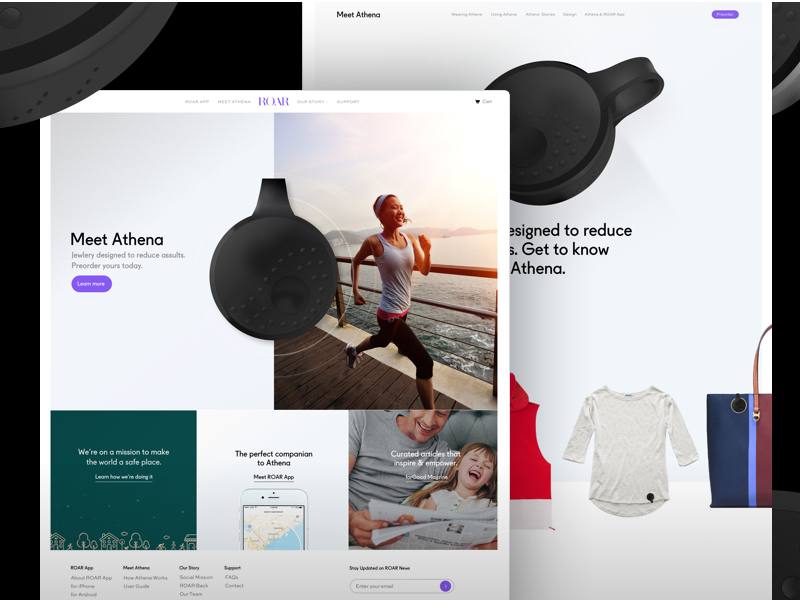 Meet Athena
Wearing Athena
Using Athena
Athena Stories
Design
Athena & ROAR App
Preorder
ROAR APP
MEET ATHENA
ROAR
OUR STORY
SUPPORT
Cart
Meet Athena
Jewlery designed to reduce assults.
Preorder yours today.
Learn more
esigned to reduce
s. Get to know
Athena.
We're on a mission to make
the world a safe place.
Learn how we're doing it
The perfect companion
to Athena
Meet ROAR App
Curated articles that
inspire & empower.
forGood Magzine
ROAR App
About ROAR App
for iPhone
for Android
Meet Athena
How Athena Works
User Guide
Our Story
Social Mission
ROAR Back
Our Team
Support
FAQs
Contact
Stay Updated on ROAR News
Enter your email